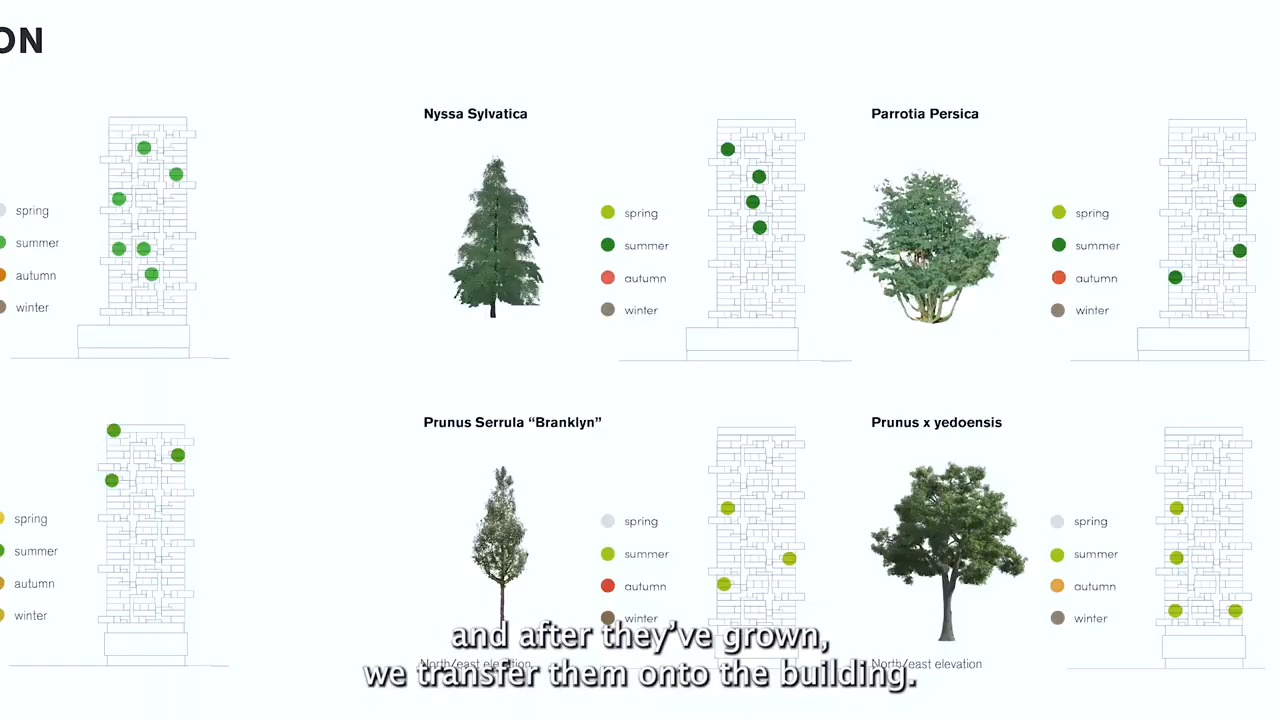 ON
Nyssa Sylvatica
Parrotia Persica
spring
summer
autumn
winter
spring
summer
autumn
winter
spring
summer
autumn
winter
Prunus Serrula “Branklyn”
Prunus x yedoensis
spring
summer
autumn
winter
spring
summer
autumn
winter
spring
summer
autumn
winter
North/east elevation
North/east elevation
and after they’ve grown,
we transfer them onto the building.